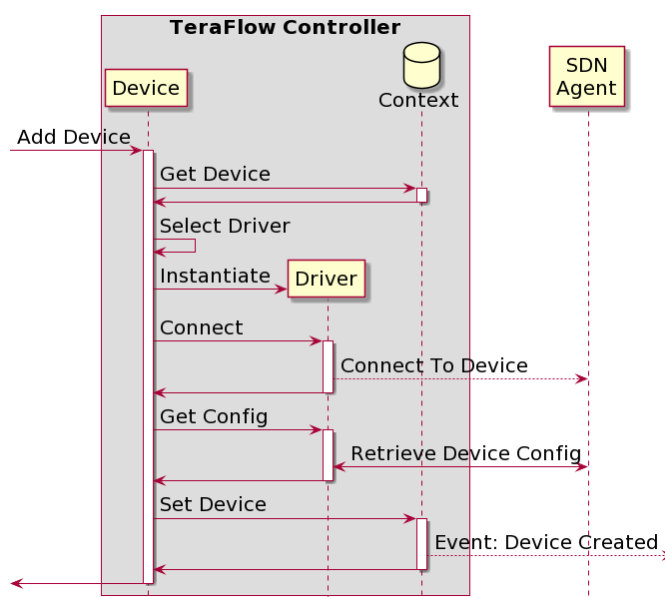 TeraFlow Controller
Device
Context
SDN
Agent
Add Device
Get Device
Select Driver
Instantiate
Driver
Connect
Connect To Device
Get Config
Retrieve Device Config
Set Device
Event: Device Created